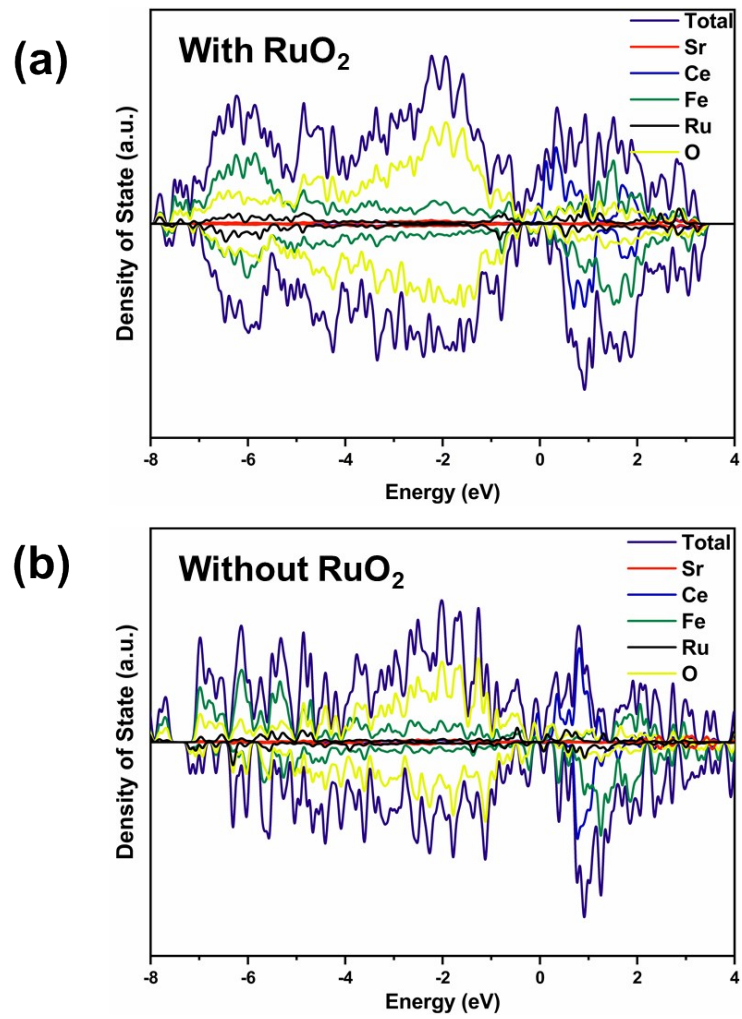 (a)
With RuO₂
Total
Sr
Ce
Fe
Ru
O
Density of State (a.u.)
-8 -6 -4 -2 0 2 4
Energy (eV)
(b)
Without RuO₂
Total
Sr
Ce
Fe
Ru
O
Density of State (a.u.)
-8 -6 -4 -2 0 2 4
Energy (eV)